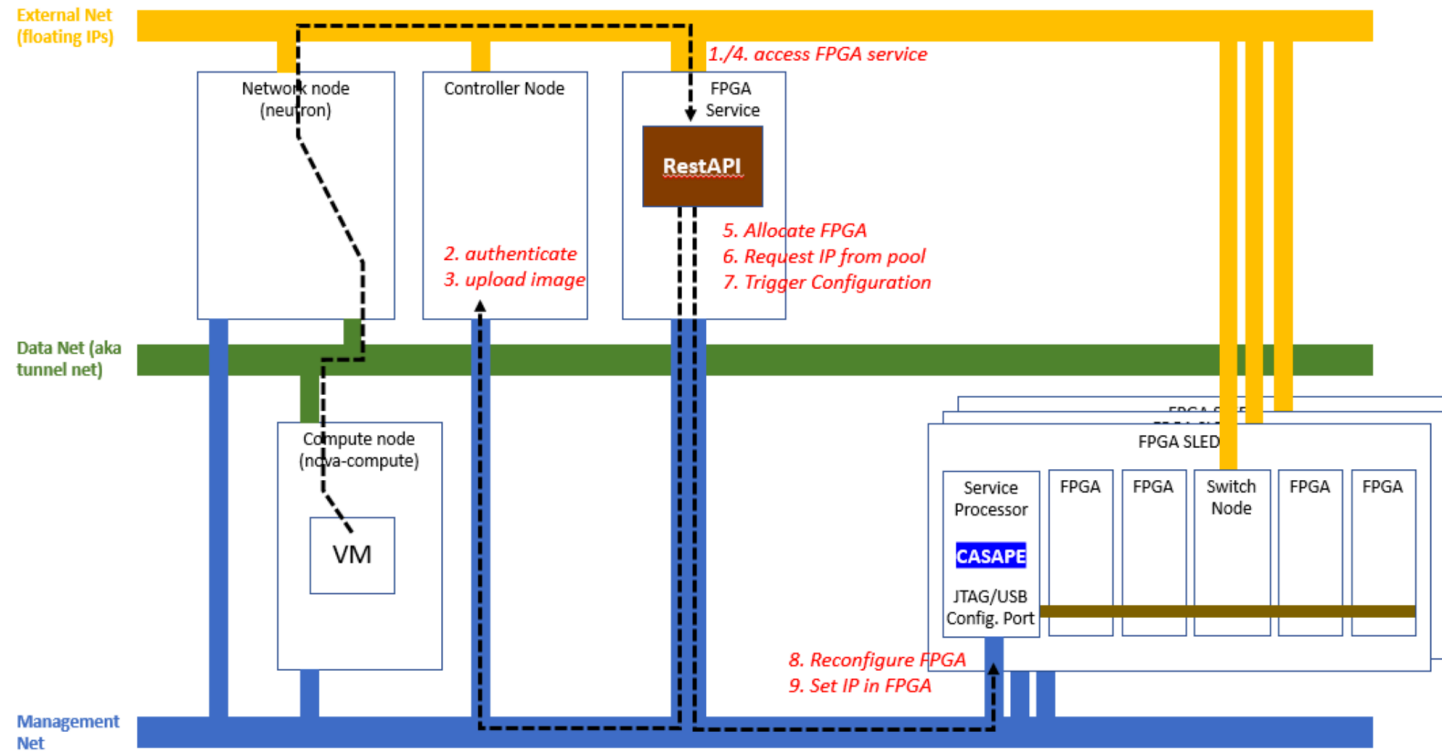 External Net
(floating IPs)
1./4. access FPGA service
Network node
(neutron)
Controller Node
FPGA
Service
RestAPI
2. authenticate
3. upload image
5. Allocate FPGA
6. Request IP from pool
7. Trigger Configuration
Data Net (aka
tunnel net)
Compute node
(nova-compute)
VM
FPGA SLED
Service
Processor
CASAPE
JTAG/USB
Config. Port
FPGA
FPGA
Switch
Node
FPGA
FPGA
8. Reconfigure FPGA
9. Set IP in FPGA
Management
Net